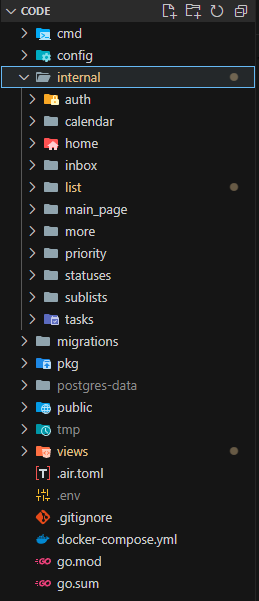 CODE
cmd
config
internal
auth
calendar
home
inbox
list
main_page
more
priority
statuses
sublists
tasks
migrations
pkg
postgres-data
public
tmp
views
.air.toml
.env
.gitignore
docker-compose.yml
go.mod
go.sum